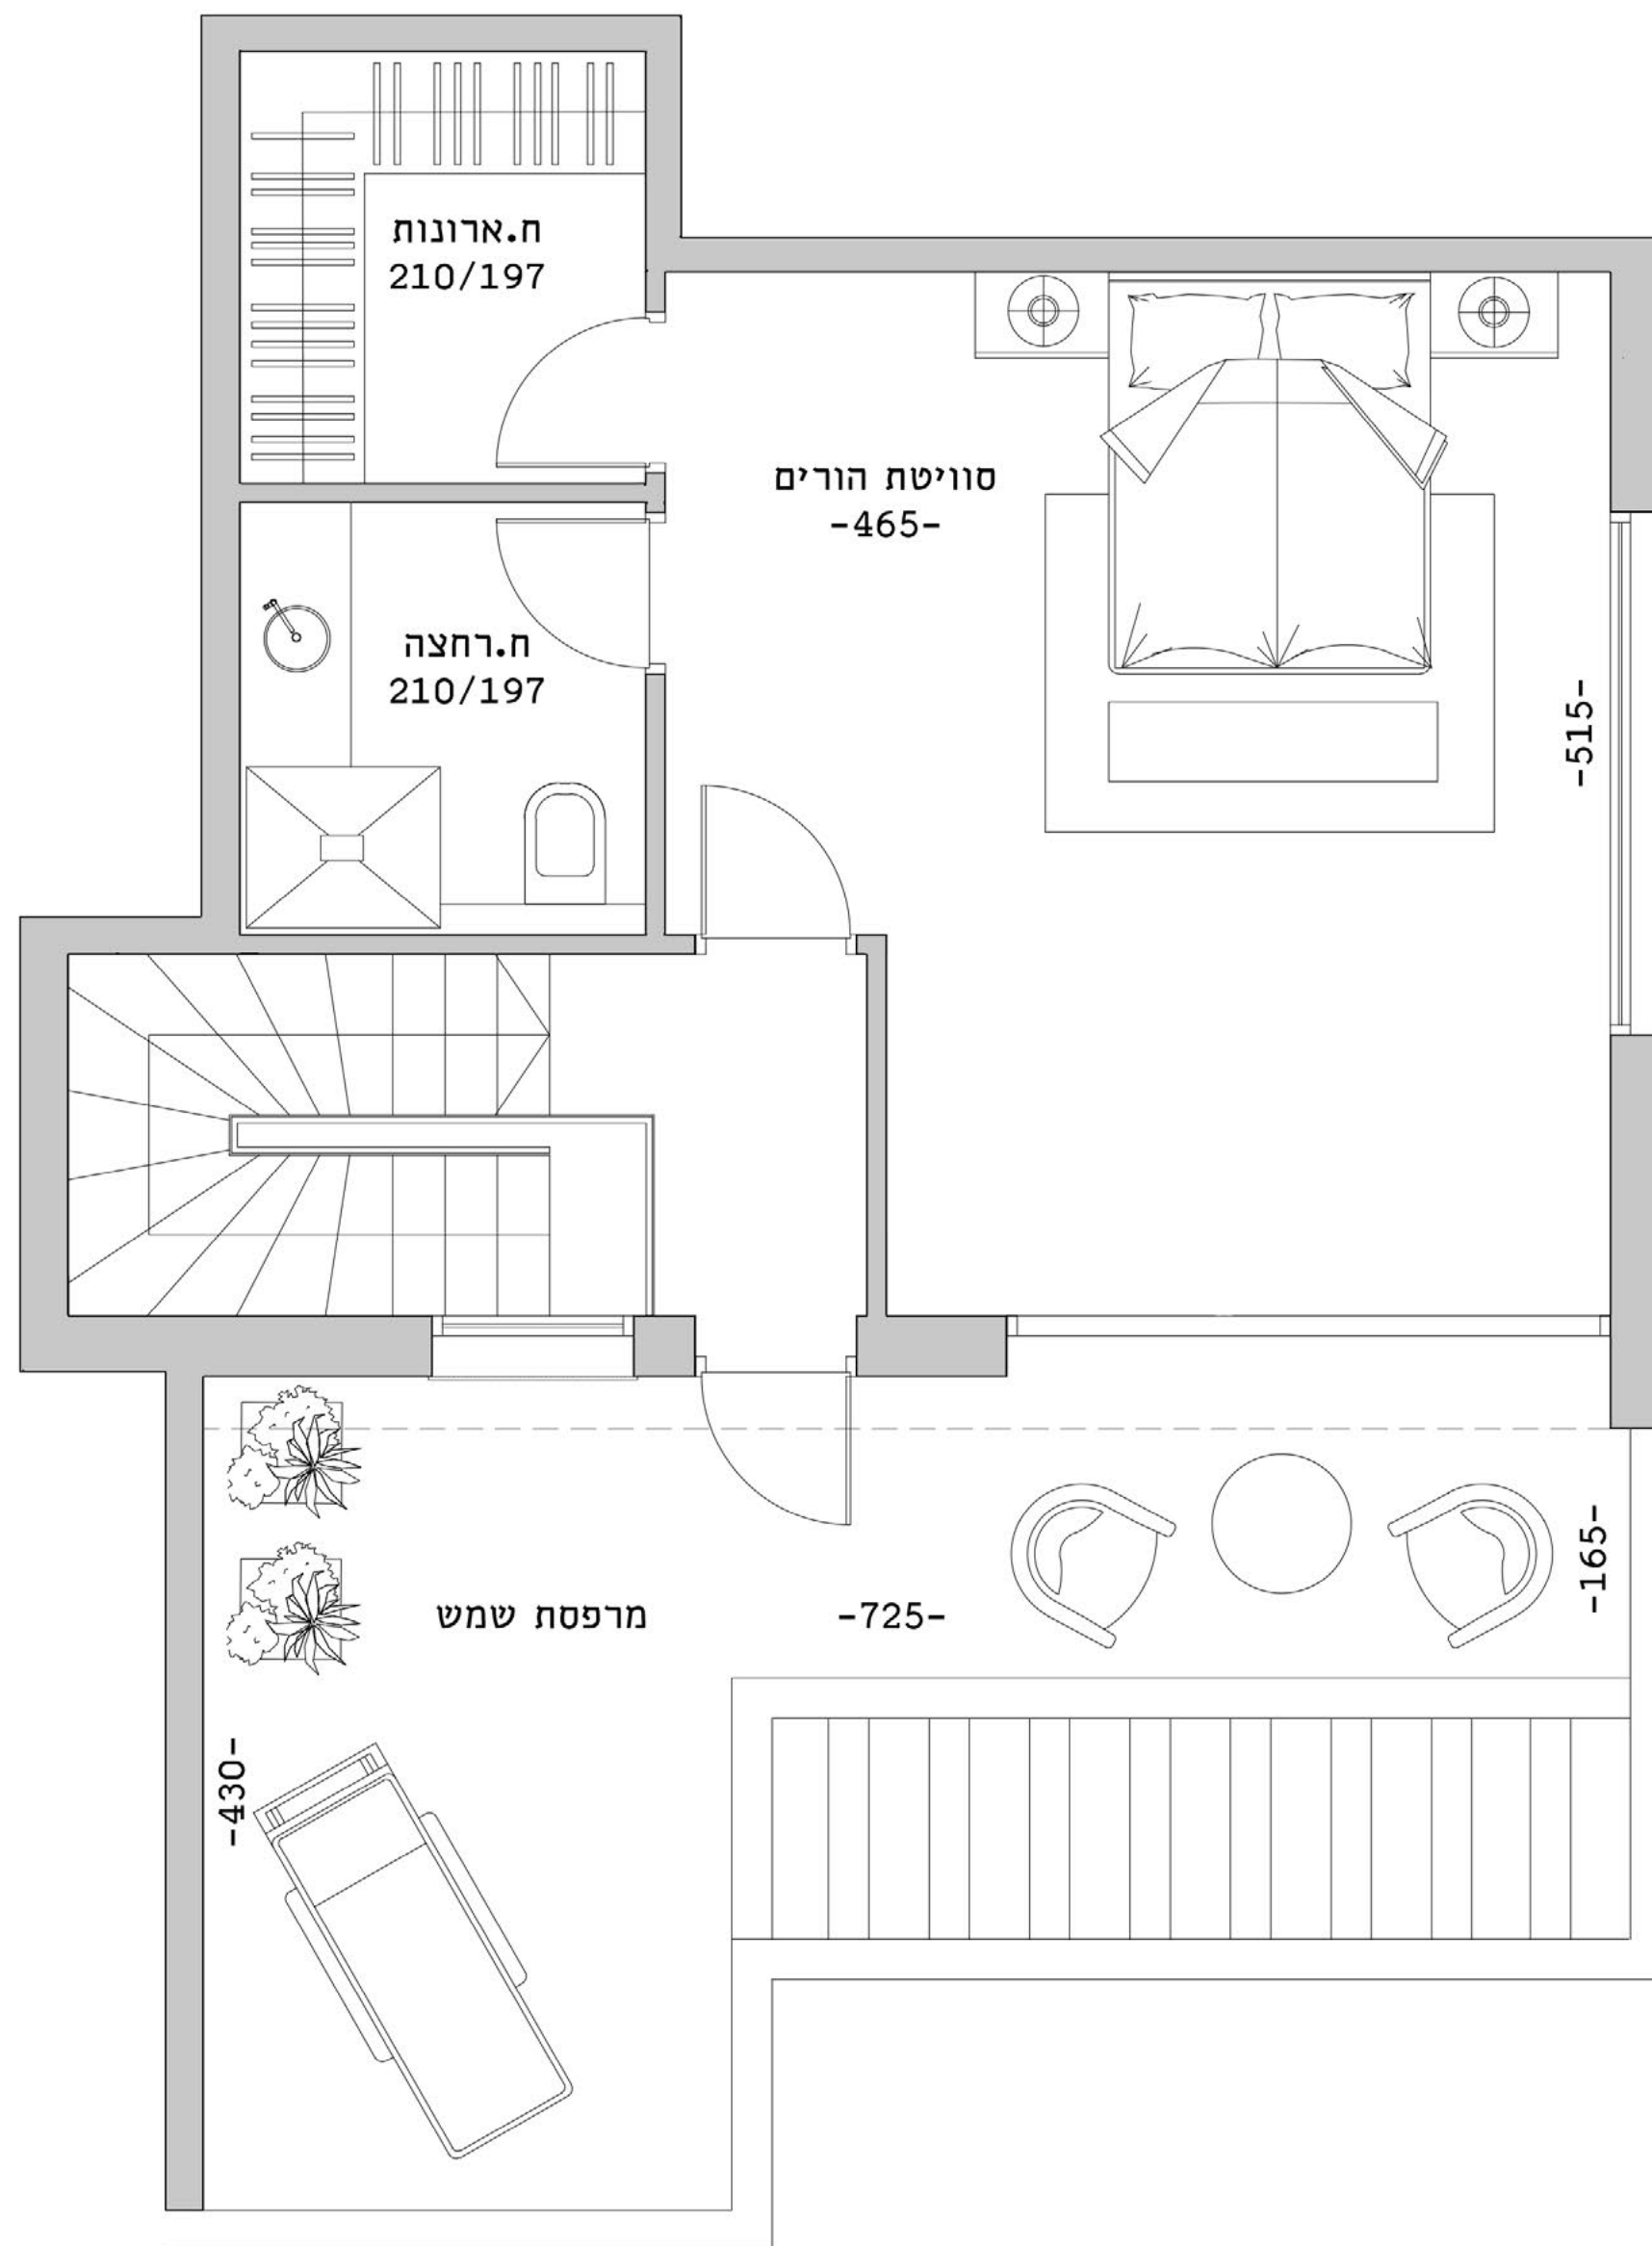 ח.ארונות
210/197
סוויטת הורים
-465-
ח.רחצה
210/197
-515-
מרפסת שמש
-725-
-165-
-430-